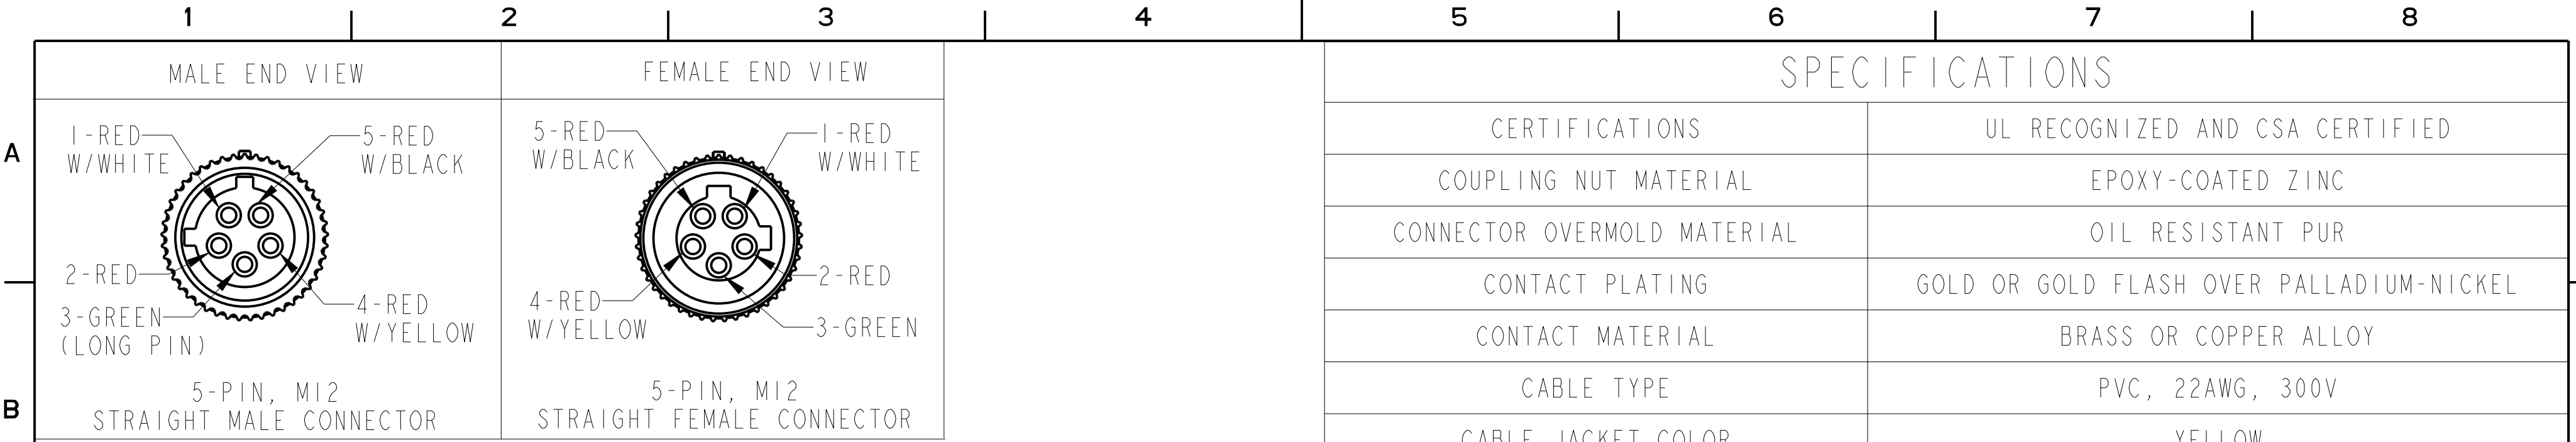 1 2 3 4 5 6 7 8
A
B
MALE END VIEW
1-RED
W/WHITE
5-RED
W/BLACK
2-RED
3-GREEN
(LONG PIN)
4-RED
W/YELLOW
5-PIN, M12
STRAIGHT MALE CONNECTOR
FEMALE END VIEW
5-RED
W/BLACK
1-RED
W/WHITE
4-RED
W/YELLOW
2-RED
3-GREEN
5-PIN, M12
STRAIGHT FEMALE CONNECTOR
SPECIFICATIONS
CERTIFICATIONS UL RECOGNIZED AND CSA CERTIFIED
COUPLING NUT MATERIAL EPOXY-COATED ZINC
CONNECTOR OVERMOLD MATERIAL OIL RESISTANT PUR
CONTACT PLATING GOLD OR GOLD FLASH OVER PALLADIUM-NICKEL
CONTACT MATERIAL BRASS OR COPPER ALLOY
CABLE TYPE PVC, 22AWG, 300V
CABLE JACKET COLOR YELLOW